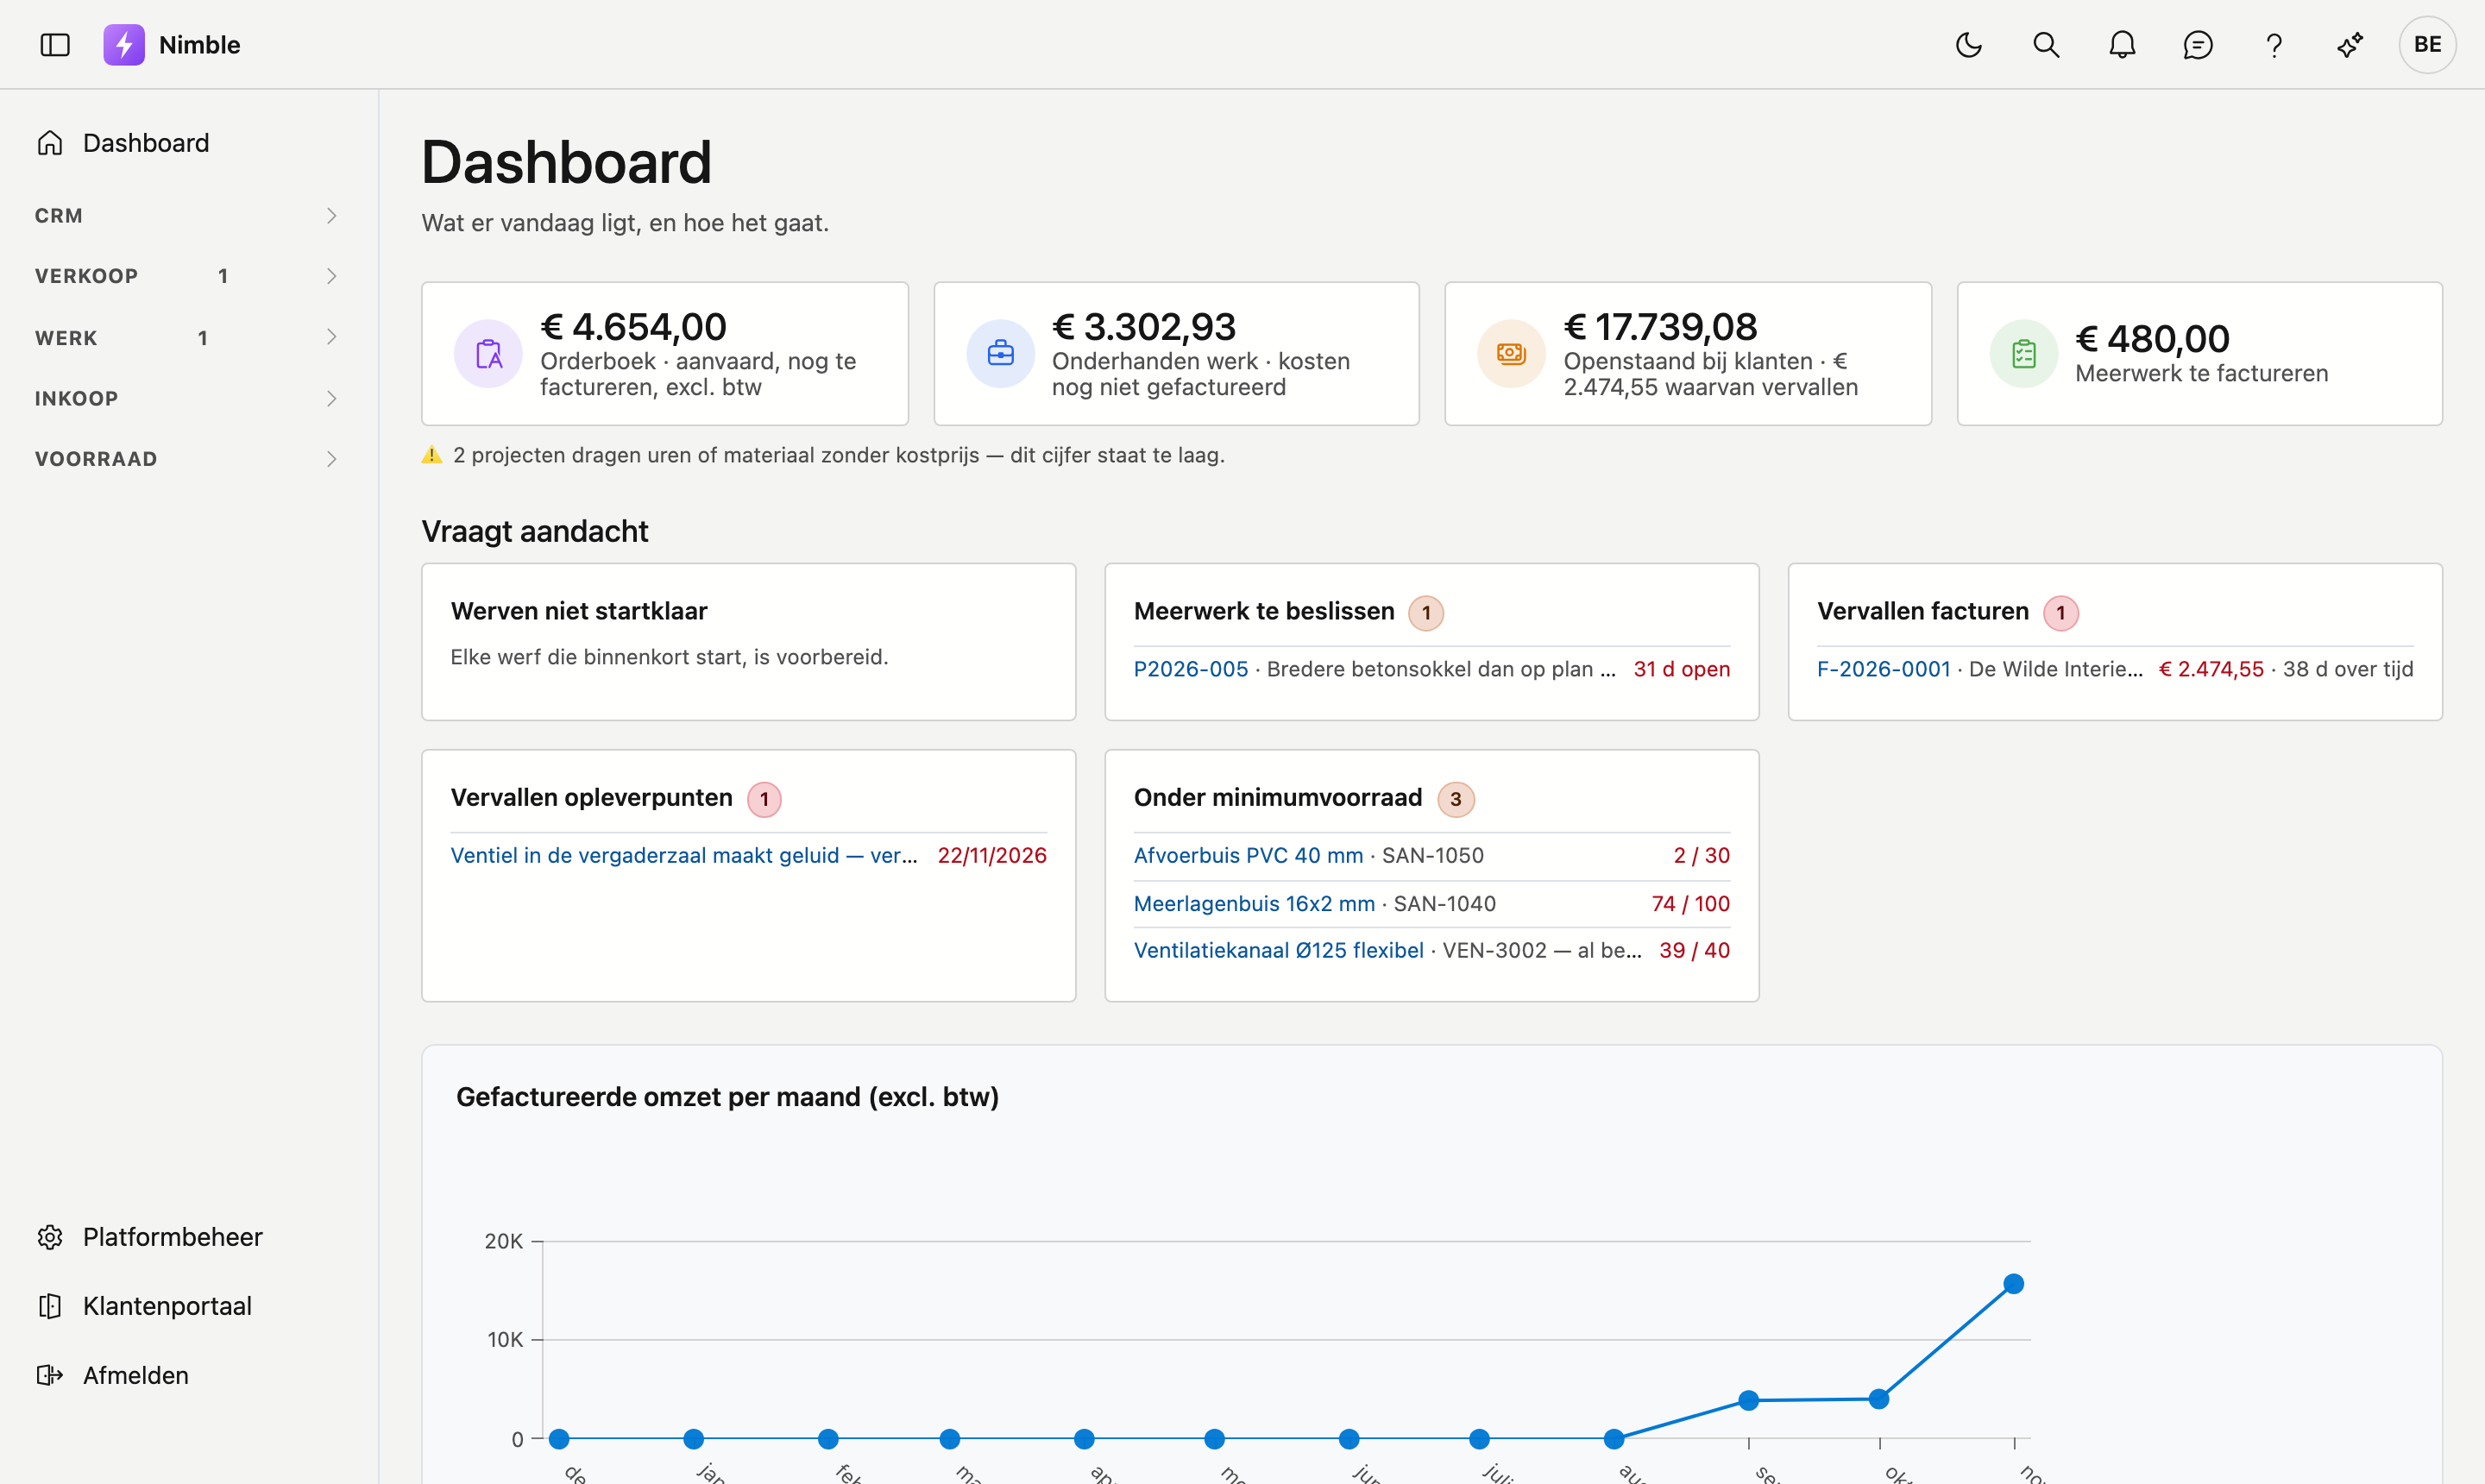 Nimble
BE
Dashboard
CRM
VERKOOP 1
WERK 1
INKOOP
VOORRAAD
Platformbeheer
Klantenportaal
Afmelden
Dashboard
Wat er vandaag ligt, en hoe het gaat.
€ 4.654,00
Orderboek · aanvaard, nog te
factureren, excl. btw
€ 3.302,93
Onderhanden werk · kosten
nog niet gefactureerd
€ 17.739,08
Openstaand bij klanten · €
2.474,55 waarvan vervallen
€ 480,00
Meerwerk te factureren
2 projecten dragen uren of materiaal zonder kostprijs — dit cijfer staat te laag.
Vraagt aandacht
Werven niet startklaar
Elke werf die binnenkort start, is voorbereid.
Meerwerk te beslissen 1
P2026-005 · Bredere betonsokkel dan op plan ... 31 d open
Vervallen facturen 1
F-2026-0001 · De Wilde Interie... € 2.474,55 · 38 d over tijd
Vervallen opleverpunten 1
Ventiel in de vergaderzaal maakt geluid — ver... 22/11/2026
Onder minimumvoorraad 3
Afvoerbuis PVC 40 mm · SAN-1050 2 / 30
Meerlagenbuis 16x2 mm · SAN-1040 74 / 100
Ventilatiekanaal Ø125 flexibel · VEN-3002 — al be... 39 / 40
Gefactureerde omzet per maand (excl. btw)
20K
10K
0